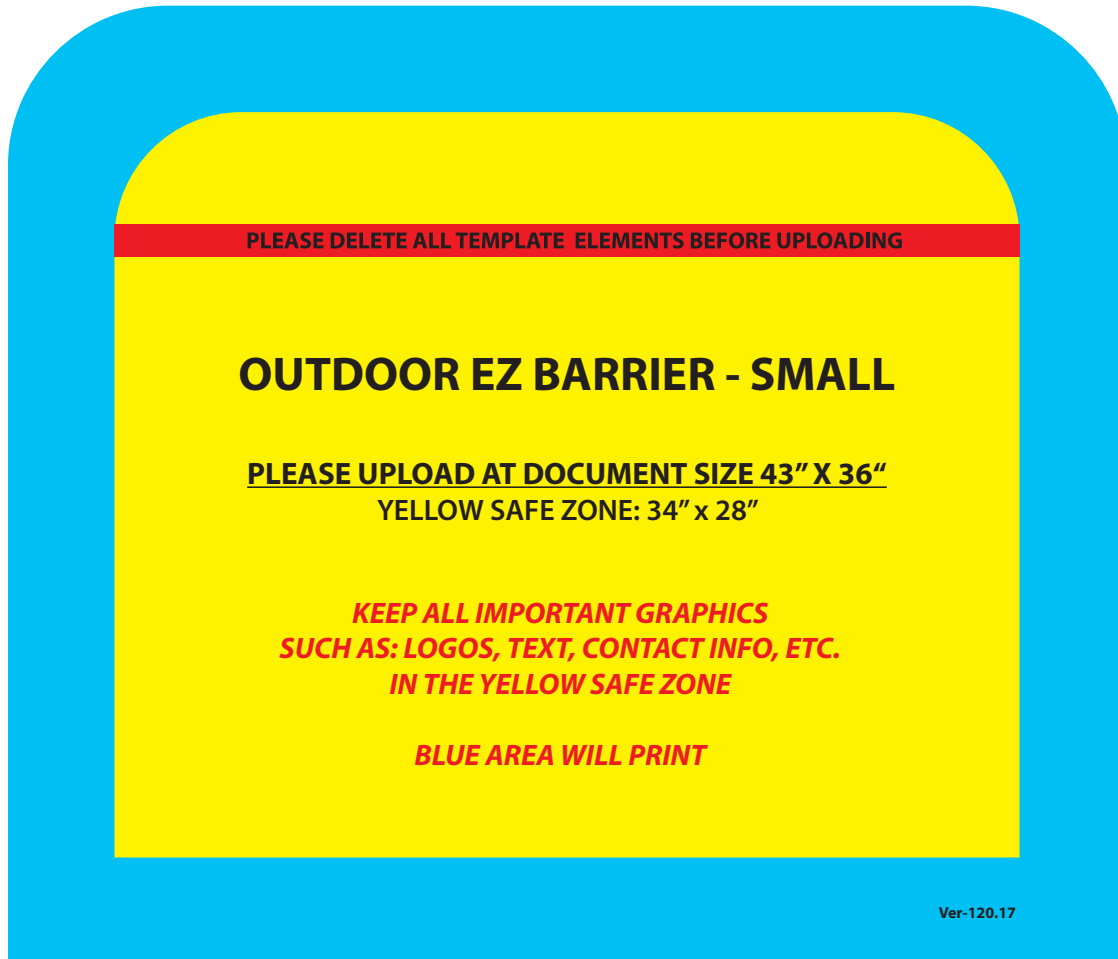 PLEASE DELETE ALL TEMPLATE ELEMENTS BEFORE UPLOADING
OUTDOOR EZ BARRIER - SMALL
PLEASE UPLOAD AT DOCUMENT SIZE 43” X 36“
YELLOW SAFE ZONE: 34” x 28”
KEEP ALL IMPORTANT GRAPHICS
SUCH AS: LOGOS, TEXT, CONTACT INFO, ETC.
IN THE YELLOW SAFE ZONE
BLUE AREA WILL PRINT
Ver-120.17